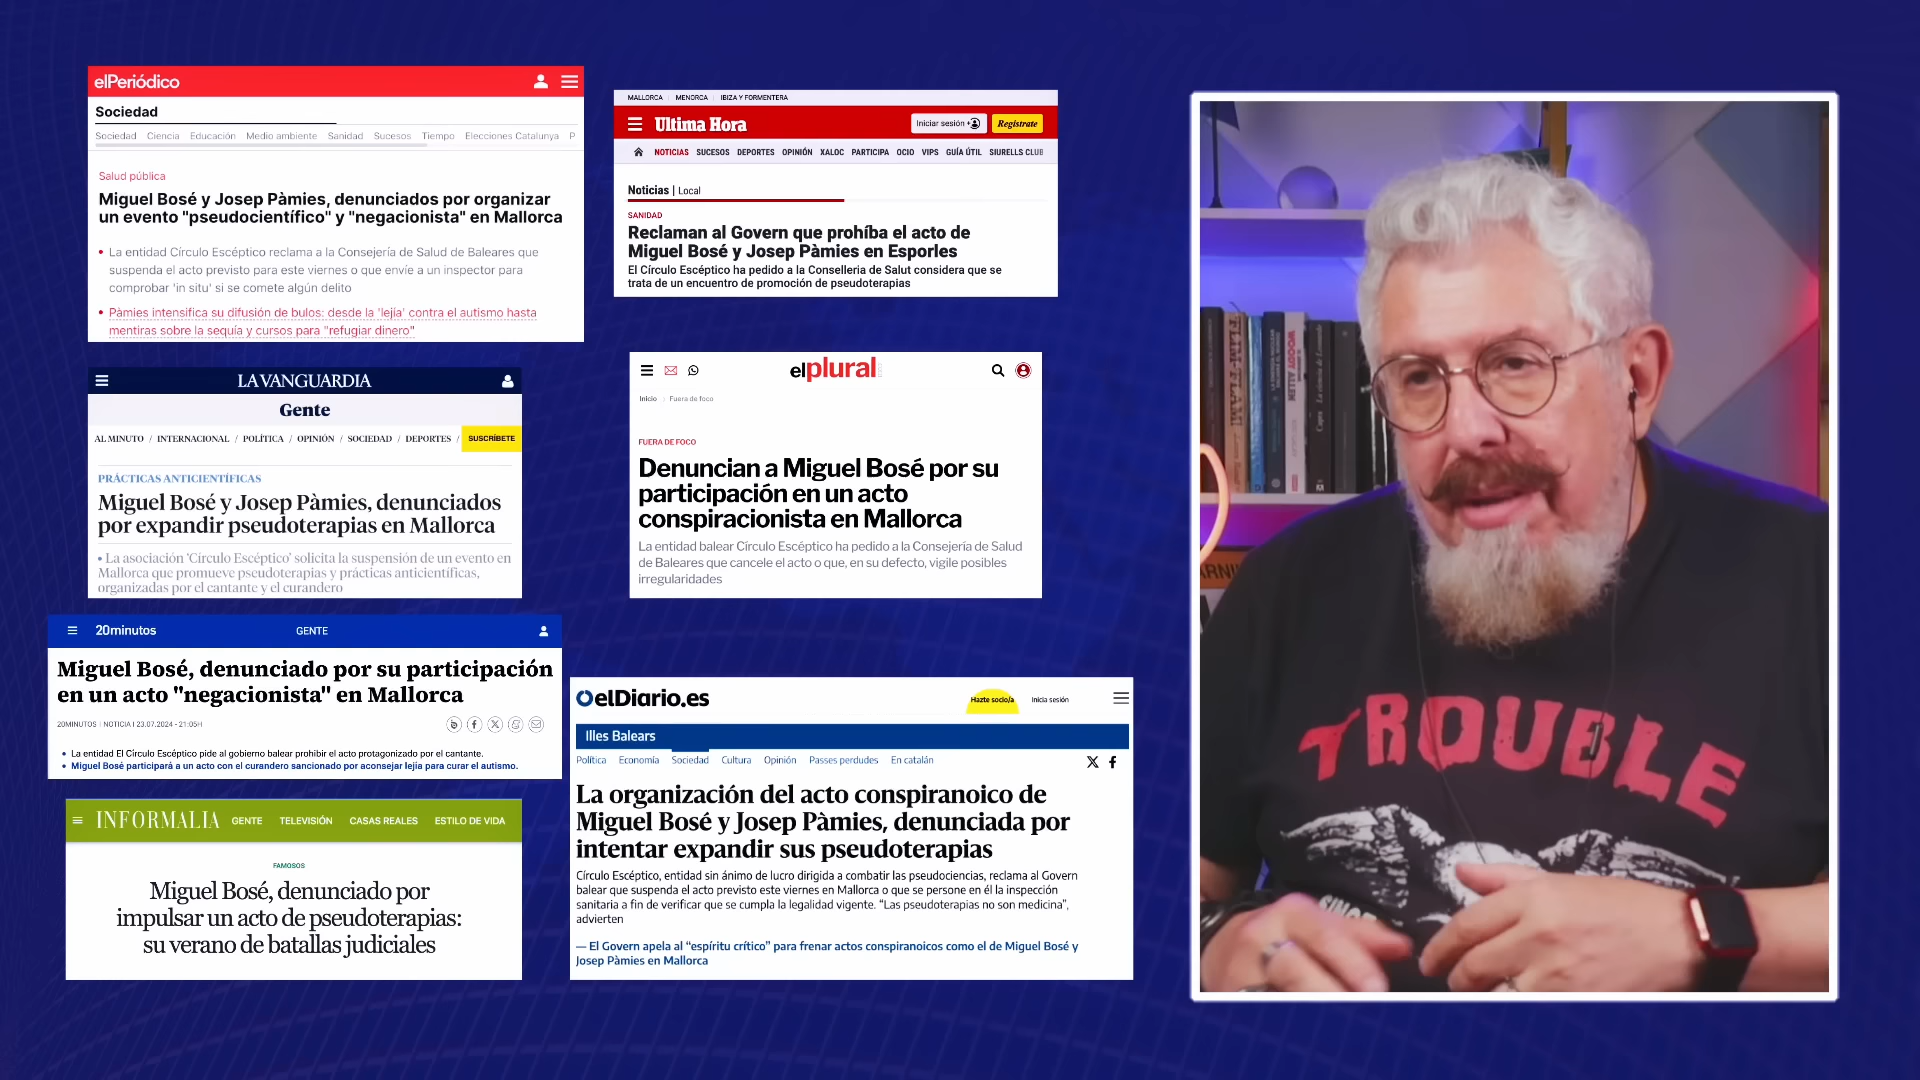 elPeriódico
Sociedad
Sociedad Ciencia Educación Medio ambiente Sanidad Sucesos Tiempo Elecciones Catalunya P
Salud pública
Miguel Bosé y Josep Pàmies, denunciados por organizar
un evento "pseudocientífico" y "negacionista" en Mallorca
• La entidad Círculo Escéptico reclama a la Consejería de Salud de Baleares que
suspenda el acto previsto para este viernes o que envíe a un inspector para
comprobar 'in situ' si se comete algún delito
• Pàmies intensifica su difusión de bulos: desde la 'lejía' contra el autismo hasta
mentiras sobre la sequía y cursos para "refugiar dinero"
MALLORCA MENORCA IBIZA Y FORMENTERA
Ultima Hora
Iniciar sesión
Regístrate
NOTICIAS SUCESOS DEPORTES OPINIÓN XALOC PARTICIPA OCIO VIPS GUÍA ÚTIL SIURELLS CLUB
Noticias | Local
SANIDAD
Reclaman al Govern que prohíba el acto de
Miguel Bosé y Josep Pàmies en Esporles
El Círculo Escéptico ha pedido a la Conselleria de Salut considera que se
trata de un encuentro de promoción de pseudoterapias
LA VANGUARDIA
Gente
AL MINUTO / INTERNACIONAL / POLÍTICA / OPINIÓN / SOCIEDAD / DEPORTES /
SUSCRÍBETE
PRÁCTICAS ANTICIENTÍFICAS
Miguel Bosé y Josep Pàmies, denunciados
por expandir pseudoterapias en Mallorca
• La asociación 'Círculo Escéptico' solicita la suspensión de un evento en
Mallorca que promueve pseudoterapias y prácticas anticientíficas,
organizadas por el cantante y el curandero
elplural
Inicio > Fuera de foco
FUERA DE FOCO
Denuncian a Miguel Bosé por su
participación en un acto
conspiracionista en Mallorca
La entidad balear Círculo Escéptico ha pedido a la Consejería de Salud
de Baleares que cancele el acto o que, en su defecto, vigile posibles
irregularidades
20minutos
GENTE
Miguel Bosé, denunciado por su participación
en un acto "negacionista" en Mallorca
20MINUTOS | NOTICIA | 23.07.2024 - 21:05H
• La entidad El Círculo Escéptico pide al gobierno balear prohibir el acto protagonizado por el cantante.
• Miguel Bosé participará a un acto con el curandero sancionado por aconsejar lejía para curar el autismo.
INFORMALIA
GENTE TELEVISIÓN CASAS REALES ESTILO DE VIDA
FAMOSOS
Miguel Bosé, denunciado por
impulsar un acto de pseudoterapias:
su verano de batallas judiciales
elDiario.es
Hazte socio/a
Inicia sesión
Illes Balears
Política Economía Sociedad Cultura Opinión Passes perdudes En catalán
La organización del acto conspiranoico de
Miguel Bosé y Josep Pàmies, denunciada por
intentar expandir sus pseudoterapias
Círculo Escéptico, entidad sin ánimo de lucro dirigida a combatir las pseudociencias, reclama al Govern
balear que suspenda el acto previsto este viernes en Mallorca o que se persone en él la inspección
sanitaria a fin de verificar que se cumpla la legalidad vigente. "Las pseudoterapias no son medicina",
advierten
— El Govern apela al "espíritu crítico" para frenar actos conspiranoicos como el de Miguel Bosé y
Josep Pàmies en Mallorca
FLIM-FLAM!
WOODY ALLEN
TROUBLE
SINCE